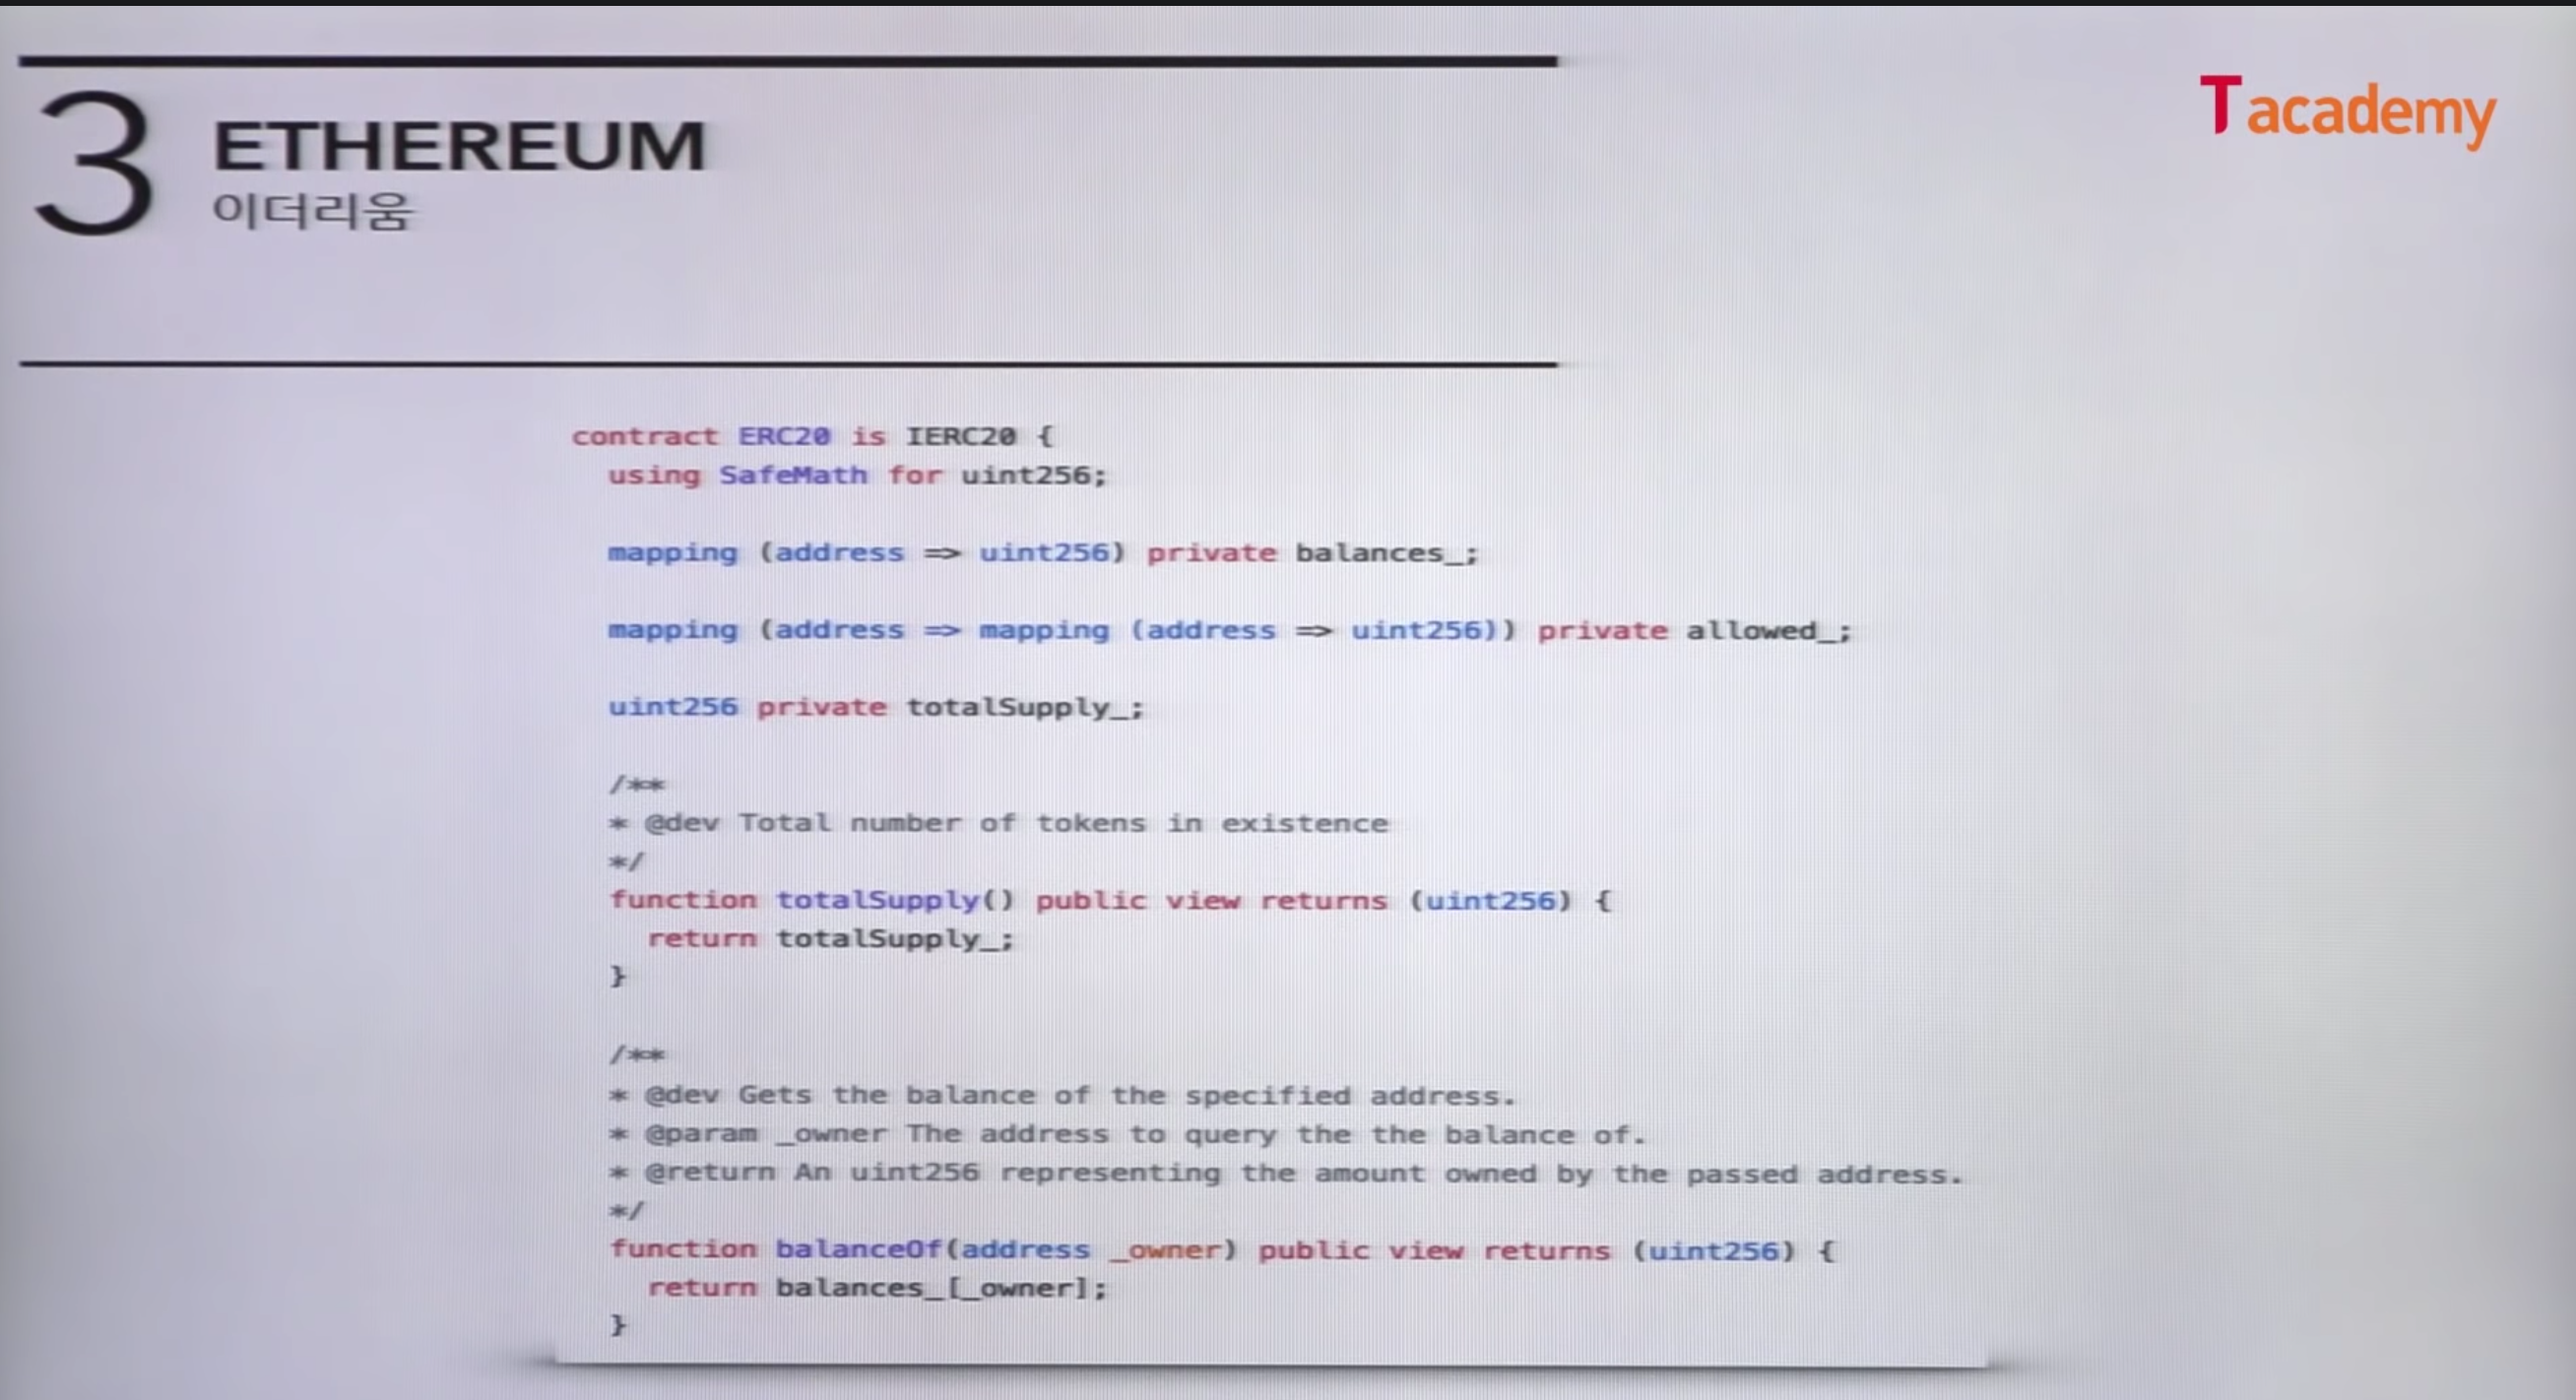 3
ETHEREUM
이더리움
T academy
contract ERC20 is IERC20 {
using SafeMath for uint256;
mapping (address => uint256) private balances_;
mapping (address => mapping (address => uint256)) private allowed_;
uint256 private totalSupply_;
/**
* @dev Total number of tokens in existence
*/
function totalSupply() public view returns (uint256) {
return totalSupply_;
}
/**
* @dev Gets the balance of the specified address.
* @param _owner The address to query the the balance of.
* @return An uint256 representing the amount owned by the passed address.
*/
function balanceOf(address _owner) public view returns (uint256) {
return balances_[_owner];
}